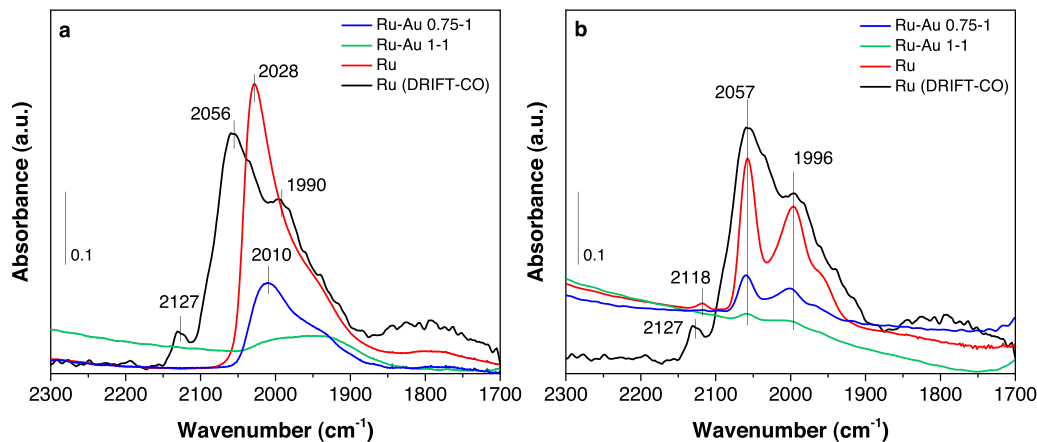 a
Ru-Au 0.75-1
Ru-Au 1-1
Ru
Ru (DRIFT-CO)
2028
2056
1990
2010
2127
0.1
Absorbance (a.u.)
2300 2200 2100 2000 1900 1800 1700
Wavenumber (cm⁻¹)
b
Ru-Au 0.75-1
Ru-Au 1-1
Ru
Ru (DRIFT-CO)
2057
1996
2118
2127
0.1
Absorbance (a.u.)
2300 2200 2100 2000 1900 1800 1700
Wavenumber (cm⁻¹)